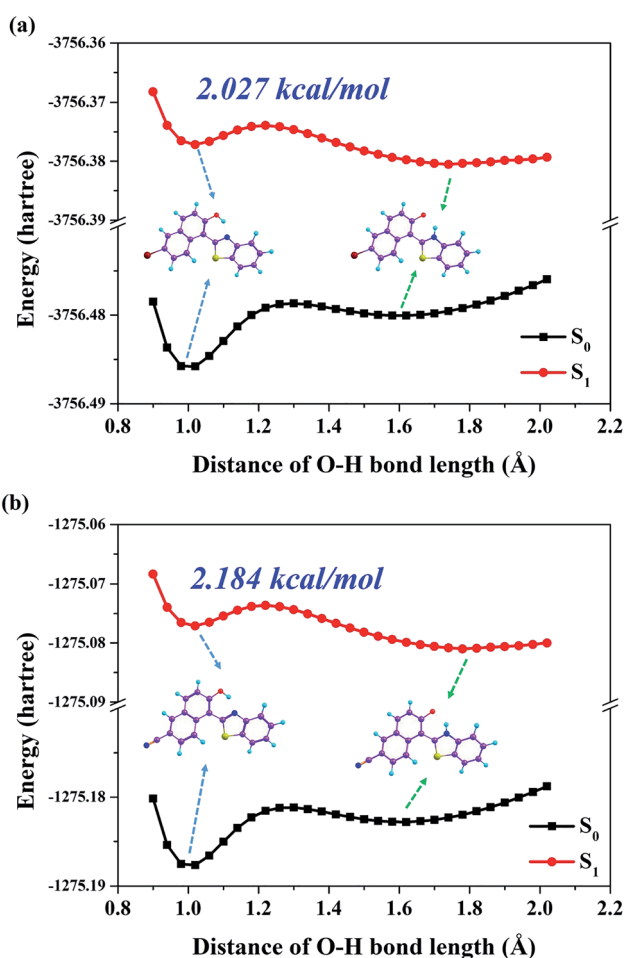 (a)
-3756.36
2.027 kcal/mol
-3756.37
-3756.38
-3756.39
Energy (hartree)
-3756.48
S0
S1
-3756.49
0.8 1.0 1.2 1.4 1.6 1.8 2.0 2.2
Distance of O-H bond length (Å)
(b)
-1275.06
2.184 kcal/mol
-1275.07
-1275.08
-1275.09
Energy (hartree)
-1275.18
S0
S1
-1275.19
0.8 1.0 1.2 1.4 1.6 1.8 2.0 2.2
Distance of O-H bond length (Å)